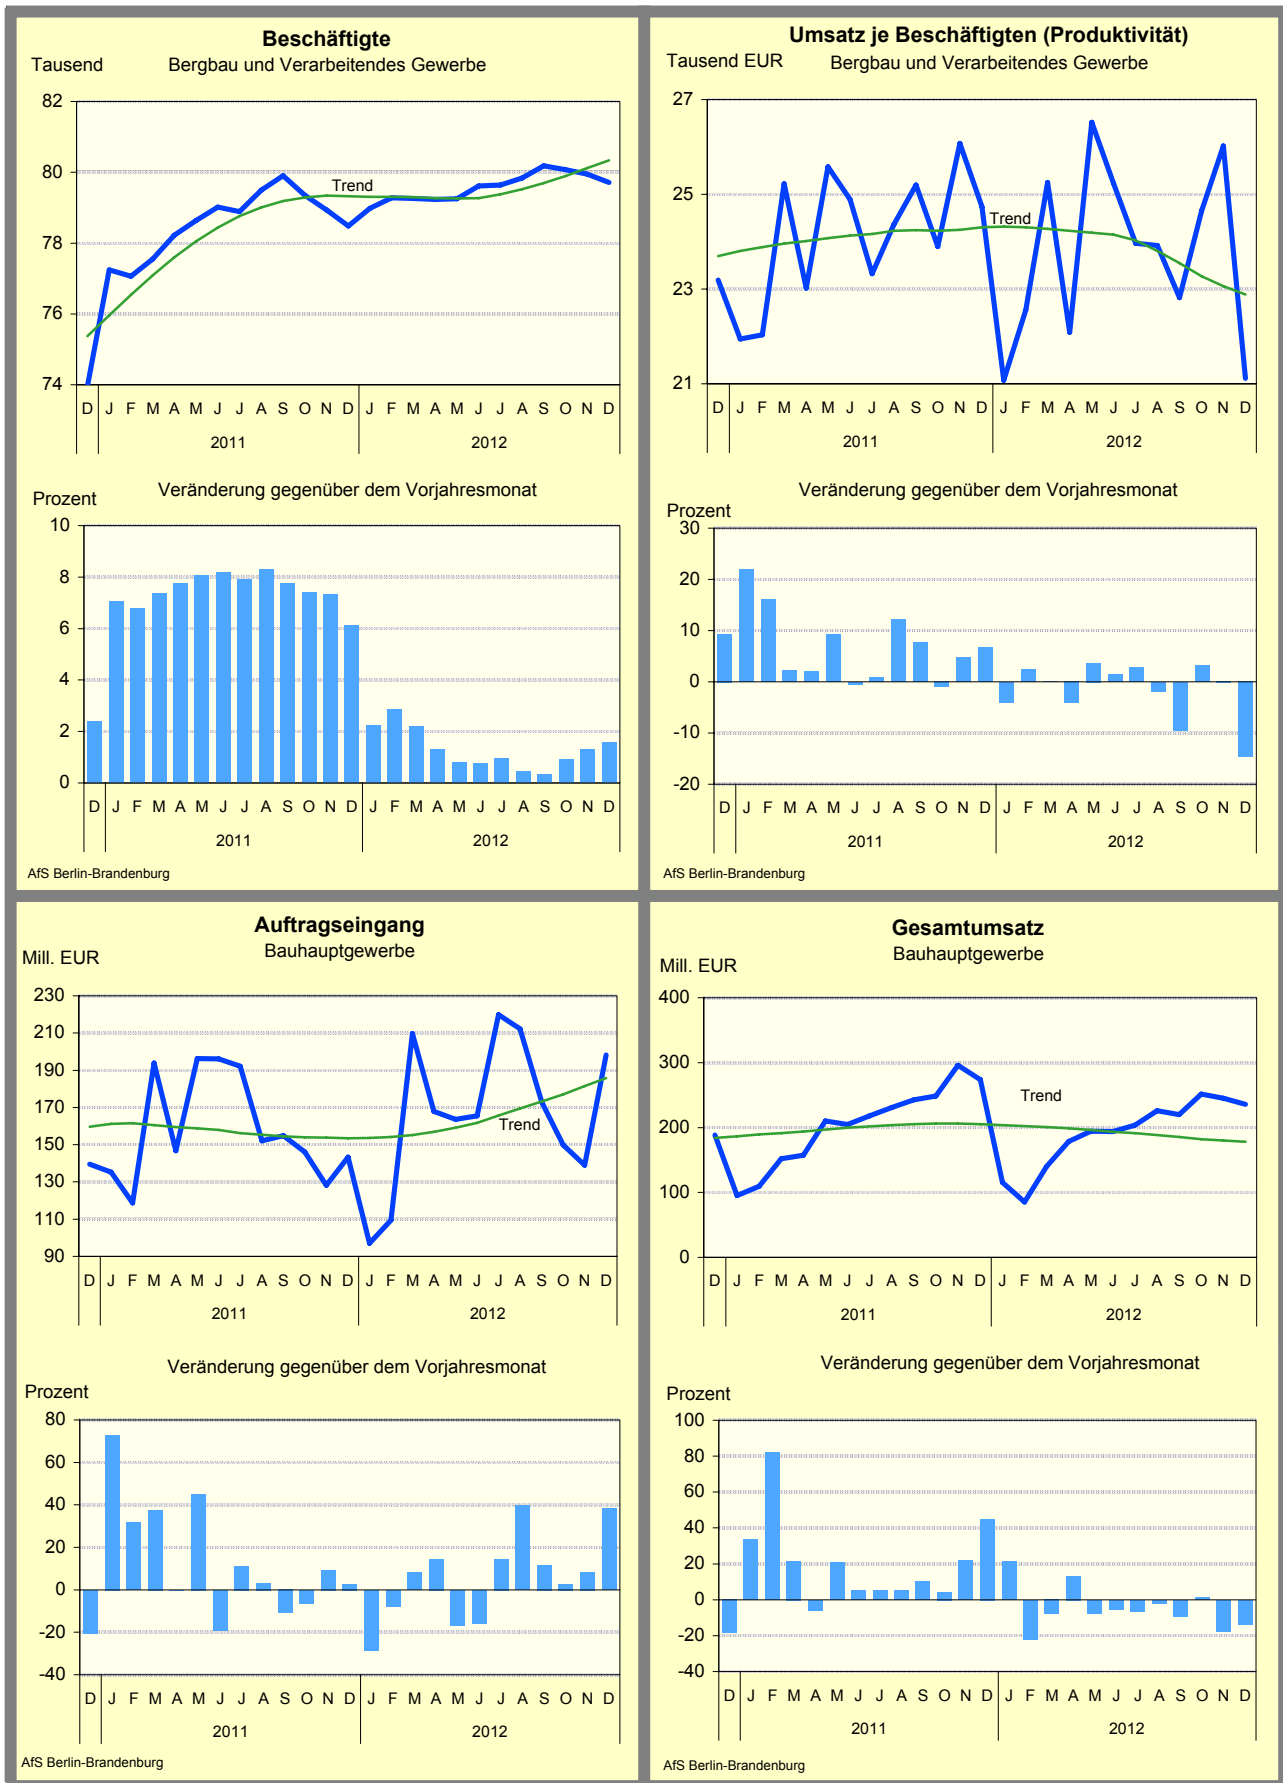 Beschäftigte
Tausend
Bergbau und Verarbeitendes Gewerbe
82
80
78
76
74
Trend
D J F M A M J J A S O N D J F M A M J J A S O N D
2011 2012
Veränderung gegenüber dem Vorjahresmonat
Prozent
10
8
6
4
2
0
D J F M A M J J A S O N D J F M A M J J A S O N D
2011 2012
AfS Berlin-Brandenburg
Umsatz je Beschäftigten (Produktivität)
Tausend EUR
Bergbau und Verarbeitendes Gewerbe
27
25
23
21
Trend
D J F M A M J J A S O N D J F M A M J J A S O N D
2011 2012
Veränderung gegenüber dem Vorjahresmonat
Prozent
30
20
10
0
-10
-20
D J F M A M J J A S O N D J F M A M J J A S O N D
2011 2012
AfS Berlin-Brandenburg
Auftragseingang
Bauhauptgewerbe
Mill. EUR
230
210
190
170
150
130
110
90
Trend
D J F M A M J J A S O N D J F M A M J J A S O N D
2011 2012
Veränderung gegenüber dem Vorjahresmonat
Prozent
80
60
40
20
0
-20
-40
D J F M A M J J A S O N D J F M A M J J A S O N D
2011 2012
AfS Berlin-Brandenburg
Gesamtumsatz
Bauhauptgewerbe
Mill. EUR
400
300
200
100
0
Trend
D J F M A M J J A S O N D J F M A M J J A S O N D
2011 2012
Veränderung gegenüber dem Vorjahresmonat
Prozent
100
80
60
40
20
0
-20
-40
D J F M A M J J A S O N D J F M A M J J A S O N D
2011 2012
AfS Berlin-Brandenburg